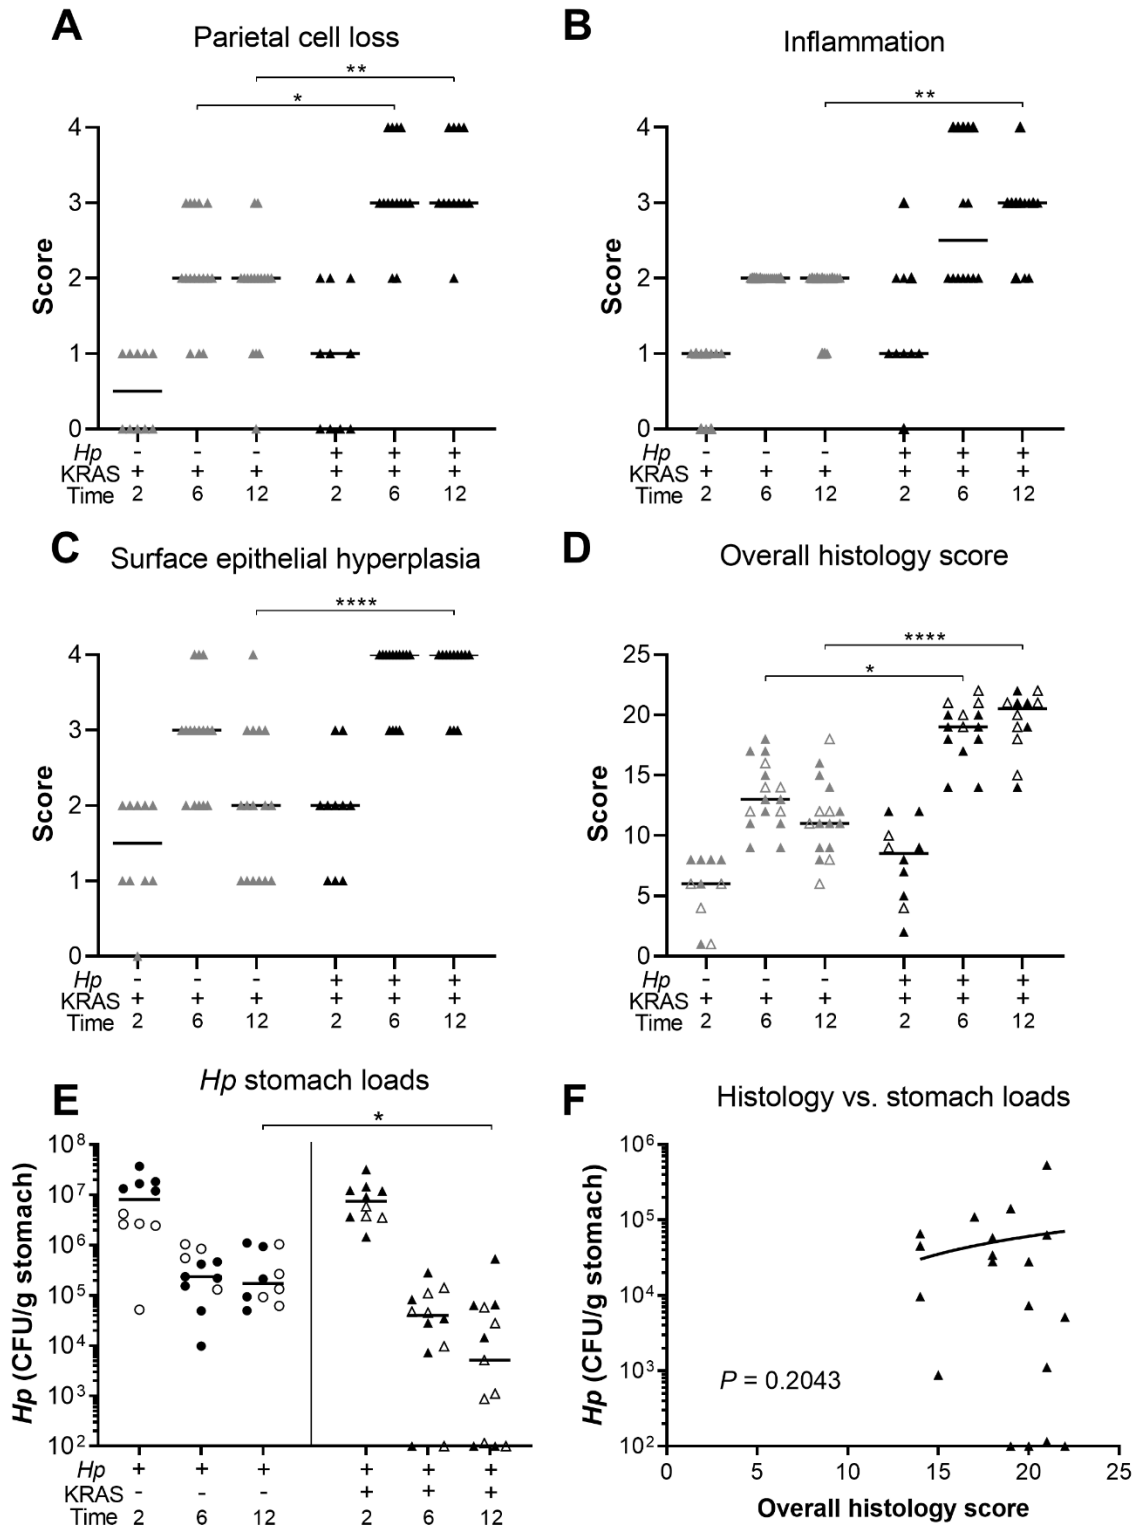 A
Parietal cell loss
**
*
4
3
2
1
0
Score
Hp - - - + + +
KRAS + + + + + +
Time 2 6 12 2 6 12
B
Inflammation
**
4
3
2
1
0
Score
Hp - - - + + +
KRAS + + + + + +
Time 2 6 12 2 6 12
C
Surface epithelial hyperplasia
****
4
3
2
1
0
Score
Hp - - - + + +
KRAS + + + + + +
Time 2 6 12 2 6 12
D
Overall histology score
****
*
25
20
15
10
5
0
Score
Hp - - - + + +
KRAS + + + + + +
Time 2 6 12 2 6 12
E
Hp stomach loads
*
10⁸
10⁷
10⁶
10⁵
10⁴
10³
10²
Hp (CFU/g stomach)
Hp + + + + + +
KRAS - - - + + +
Time 2 6 12 2 6 12
F
Histology vs. stomach loads
10⁶
10⁵
10⁴
10³
10²
Hp (CFU/g stomach)
P = 0.2043
0 5 10 15 20 25
Overall histology score